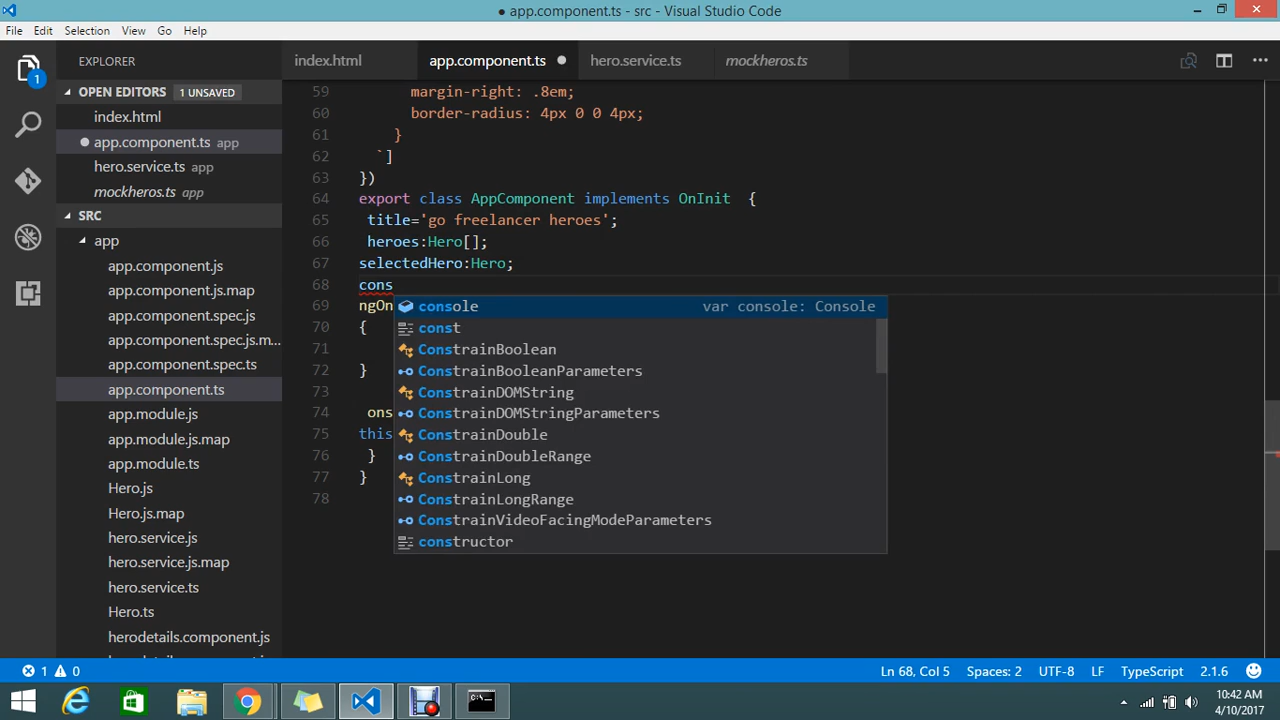 ● app.component.ts - src - Visual Studio Code
File Edit Selection View Go Help
EXPLORER
index.html app.component.ts hero.service.ts mockheros.ts
1
OPEN EDITORS 1 UNSAVED
index.html
app.component.ts app
hero.service.ts app
mockheros.ts app
SRC
app
app.component.js
app.component.js.map
app.component.spec.js
app.component.spec.js.m...
app.component.spec.ts
app.component.ts
app.module.js
app.module.js.map
app.module.ts
Hero.js
Hero.js.map
hero.service.js
hero.service.js.map
hero.service.ts
Hero.ts
herodetails.component.js
59 margin-right: .8em;
60 border-radius: 4px 0 0 4px;
61 }
62 `]
63 })
64 export class AppComponent implements OnInit {
65 title='go freelancer heroes';
66 heroes:Hero[];
67 selectedHero:Hero;
68 cons
69 ngOn
70 {
71
72 }
73
74 ons
75 this
76 }
77 }
78
console var console: Console
const
ConstrainBoolean
ConstrainBooleanParameters
ConstrainDOMString
ConstrainDOMStringParameters
ConstrainDouble
ConstrainDoubleRange
ConstrainLong
ConstrainLongRange
ConstrainVideoFacingModeParameters
constructor
1 0 Ln 68, Col 5 Spaces: 2 UTF-8 LF TypeScript 2.1.6
10:42 AM
4/10/2017